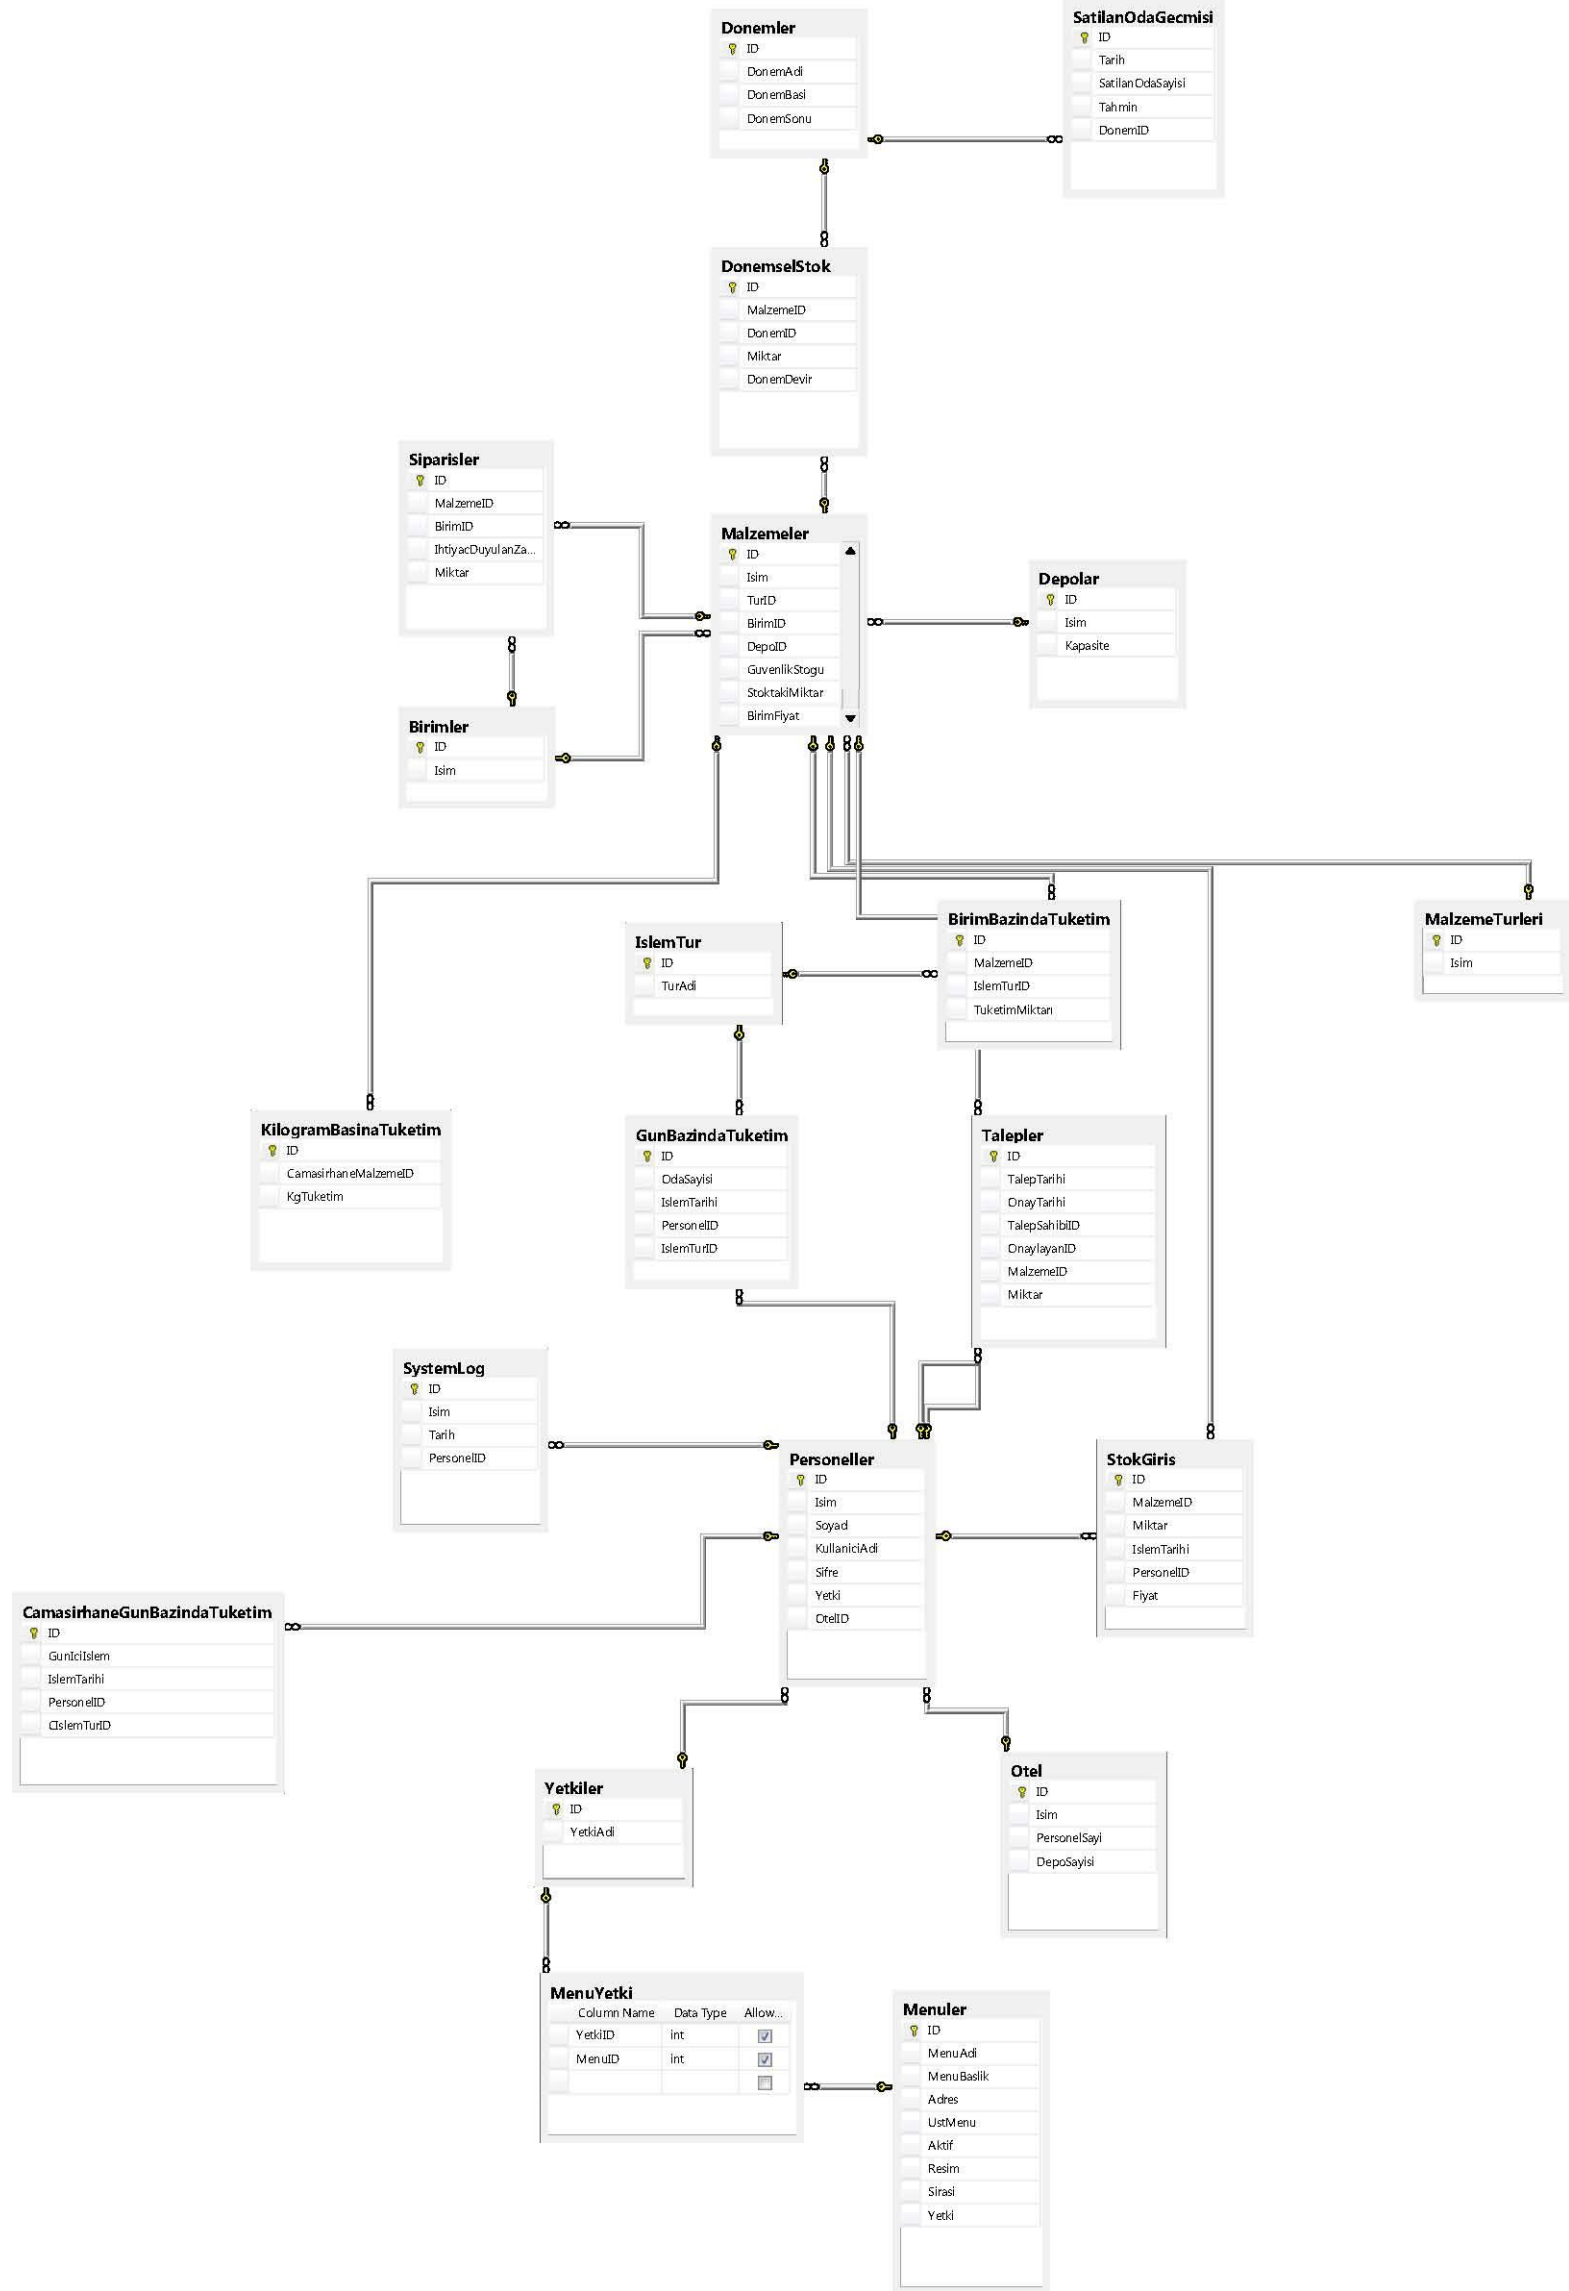 Donemler
ID
DonemAdi
DonemBasi
DonemSonu
SatilanOdaGecmisi
ID
Tarih
SatilanOdaSayisi
Tahmin
DonemID
DonemselStok
ID
MalzemeID
DonemID
Miktar
DonemDevir
Siparisler
ID
MalzemeID
BirimID
IhtiyacDuyulanZa...
Miktar
Malzemeler
ID
Isim
TurID
BirimID
DepoID
GuvenlikStogu
StoktakiMiktar
BirimFiyat
Depolar
ID
Isim
Kapasite
Birimler
ID
Isim
IslemTur
ID
TurAdi
BirimBazindaTuketim
ID
MalzemeID
IslemTurID
TuketimMiktarı
MalzemeTurleri
ID
Isim
KilogramBasinaTuketim
ID
CamasirhaneMalzemeID
KgTuketim
GunBazindaTuketim
ID
OdaSayisi
IslemTarihi
PersonelID
IslemTurID
Talepler
ID
TalepTarihi
OnayTarihi
TalepSahibiID
OnaylayanID
MalzemeID
Miktar
SystemLog
ID
Isim
Tarih
PersonelID
Personeller
ID
Isim
Soyad
KullaniciAdi
Sifre
Yetki
OtelID
StokGiris
ID
MalzemeID
Miktar
IslemTarihi
PersonelID
Fiyat
CamasirhaneGunBazindaTuketim
ID
GunIciIslem
IslemTarihi
PersonelID
CIslemTurID
Yetkiler
ID
YetkiAdi
Otel
ID
Isim
PersonelSayi
DepoSayisi
MenuYetki
Column Name Data Type Allow...
YetkiID int
MenuID int
Menuler
ID
MenuAdi
MenuBaslik
Adres
UstMenu
Aktif
Resim
Sirasi
Yetki